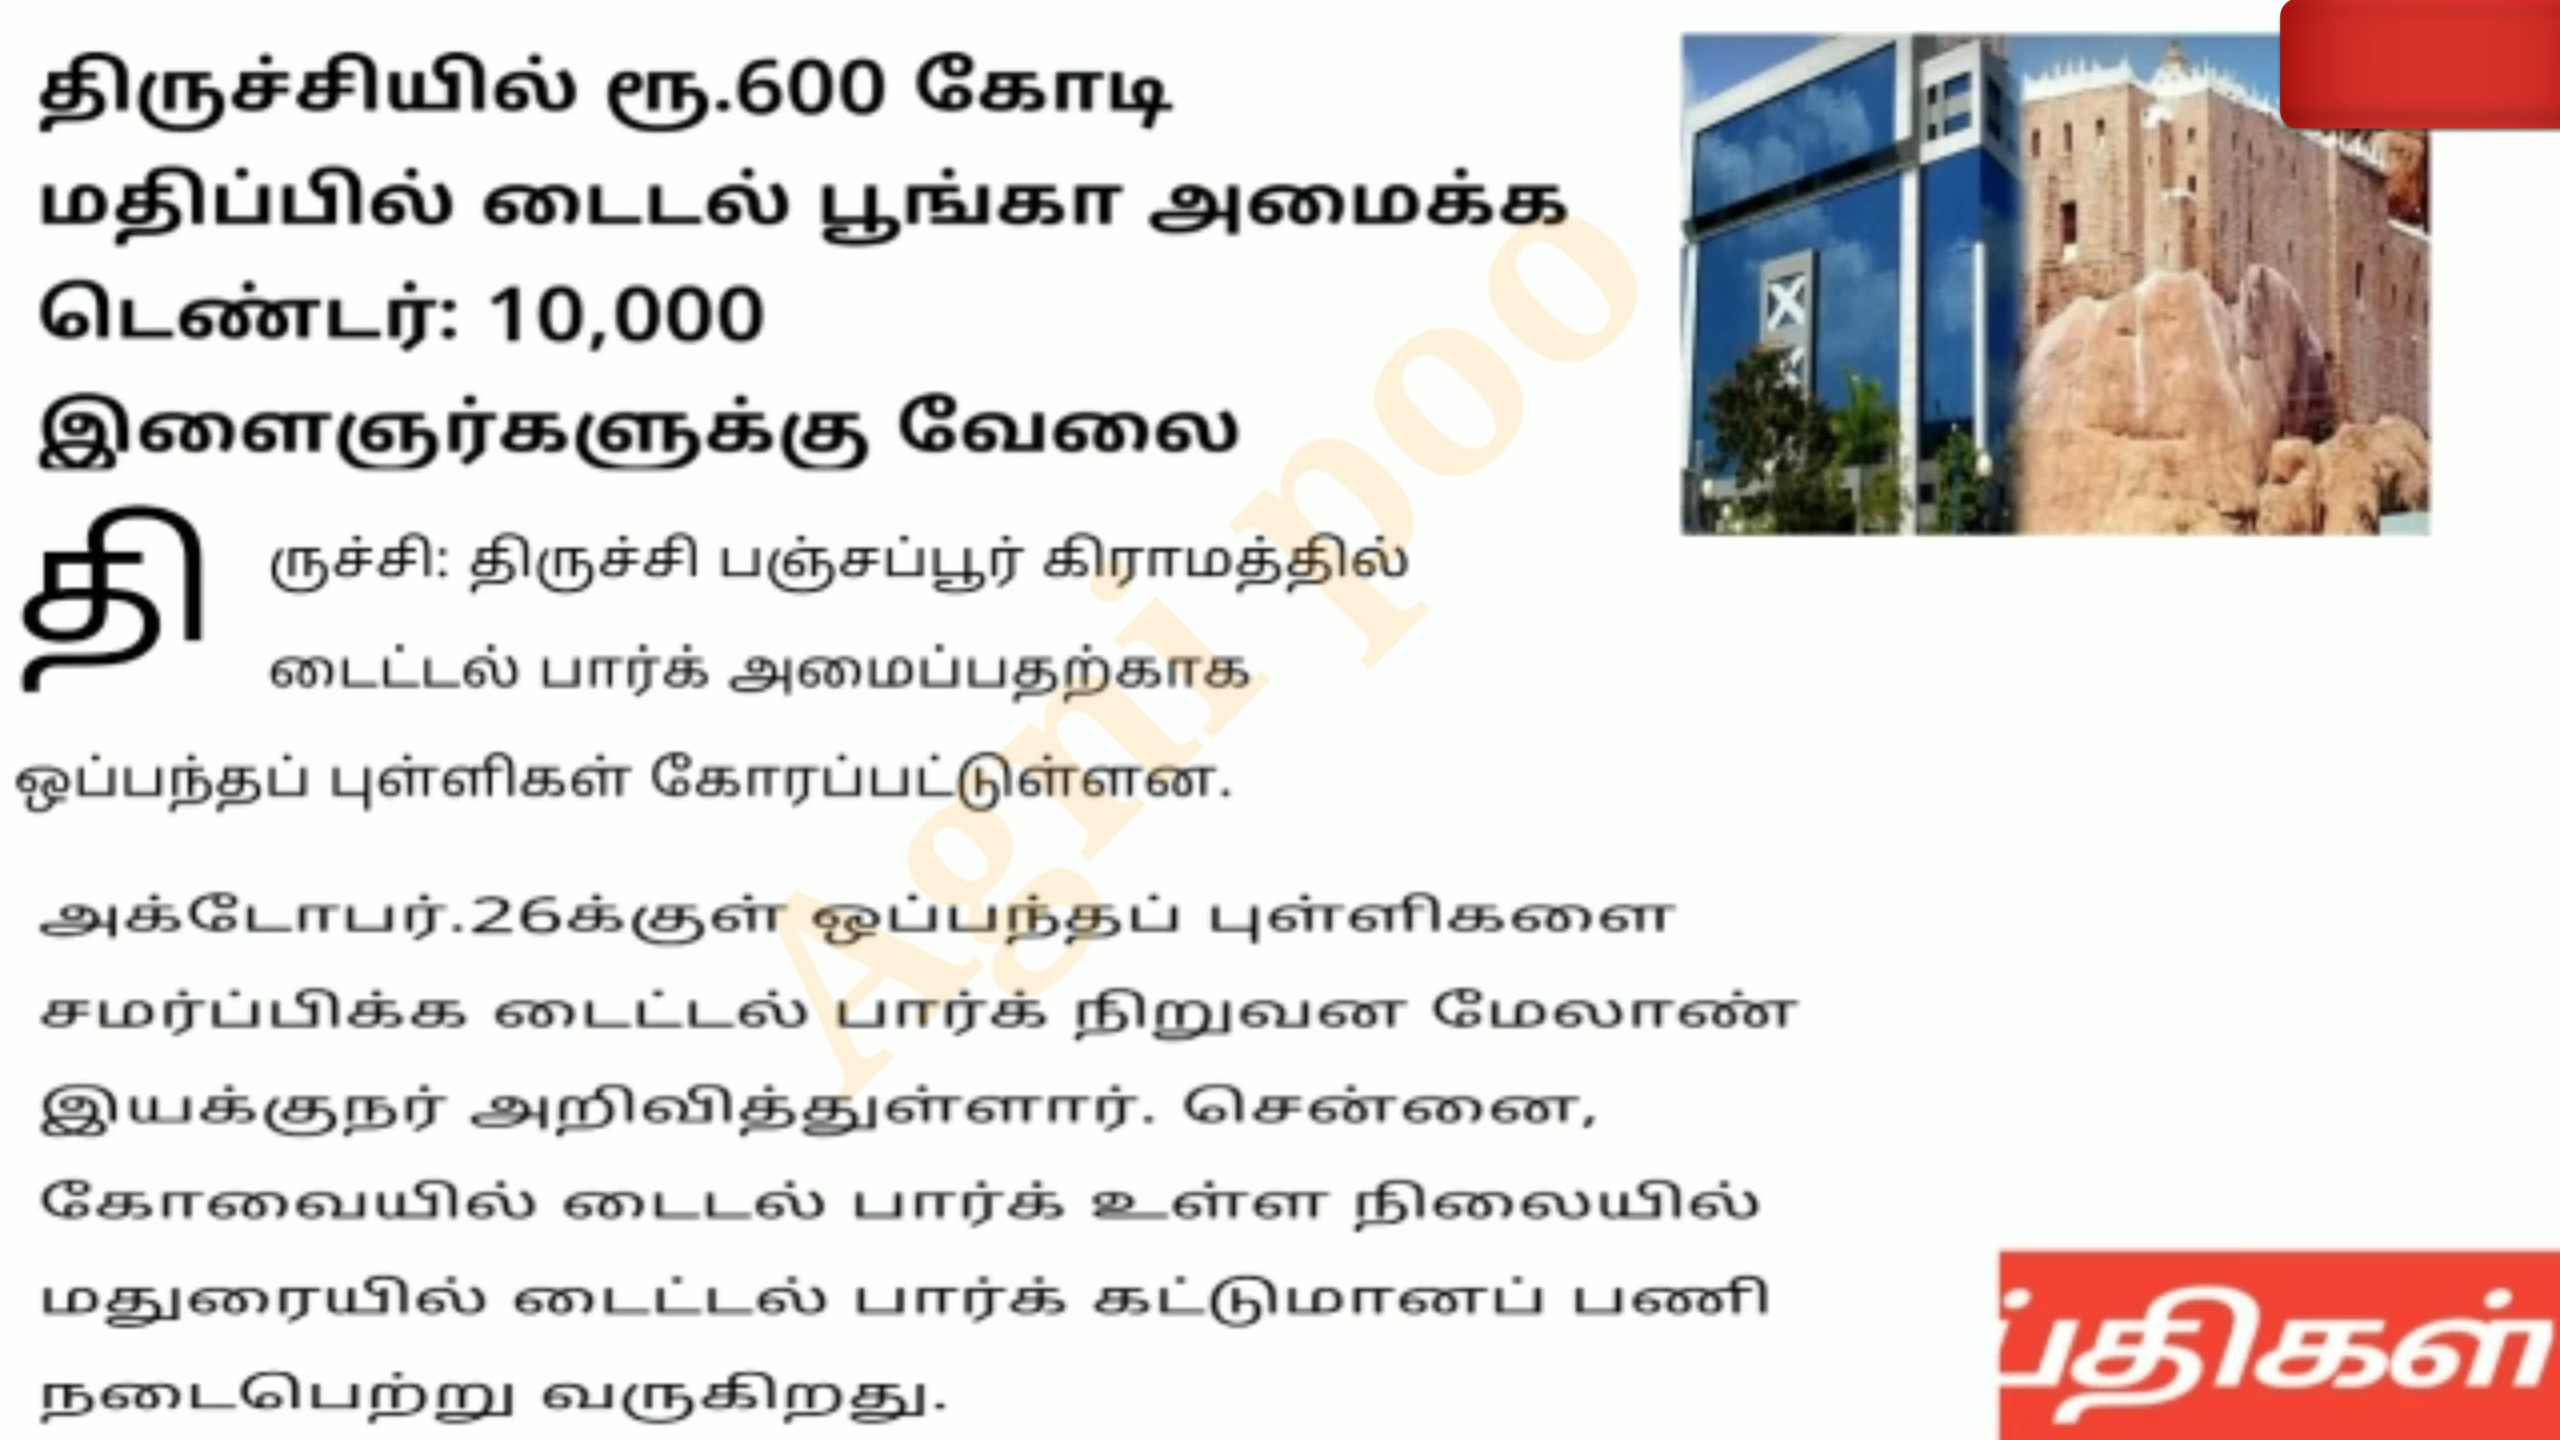 திருச்சியில் ரூ.600 கோடி
மதிப்பில் டைடல் பூங்கா அமைக்க
டெண்டர்: 10,000
இளைஞர்களுக்கு வேலை
திருச்சி: திருச்சி பஞ்சப்பூர் கிராமத்தில்
டைட்டல் பார்க் அமைப்பதற்காக
ஒப்பந்தப் புள்ளிகள் கோரப்பட்டுள்ளன.
அக்டோபர்.26க்குள் ஒப்பந்தப் புள்ளிகளை
சமர்ப்பிக்க டைட்டல் பார்க் நிறுவன மேலாண்
இயக்குநர் அறிவித்துள்ளார். சென்னை,
கோவையில் டைடல் பார்க் உள்ள நிலையில்
மதுரையில் டைட்டல் பார்க் கட்டுமானப் பணி
நடைபெற்று வருகிறது.
Agni poo
ப்திகள்